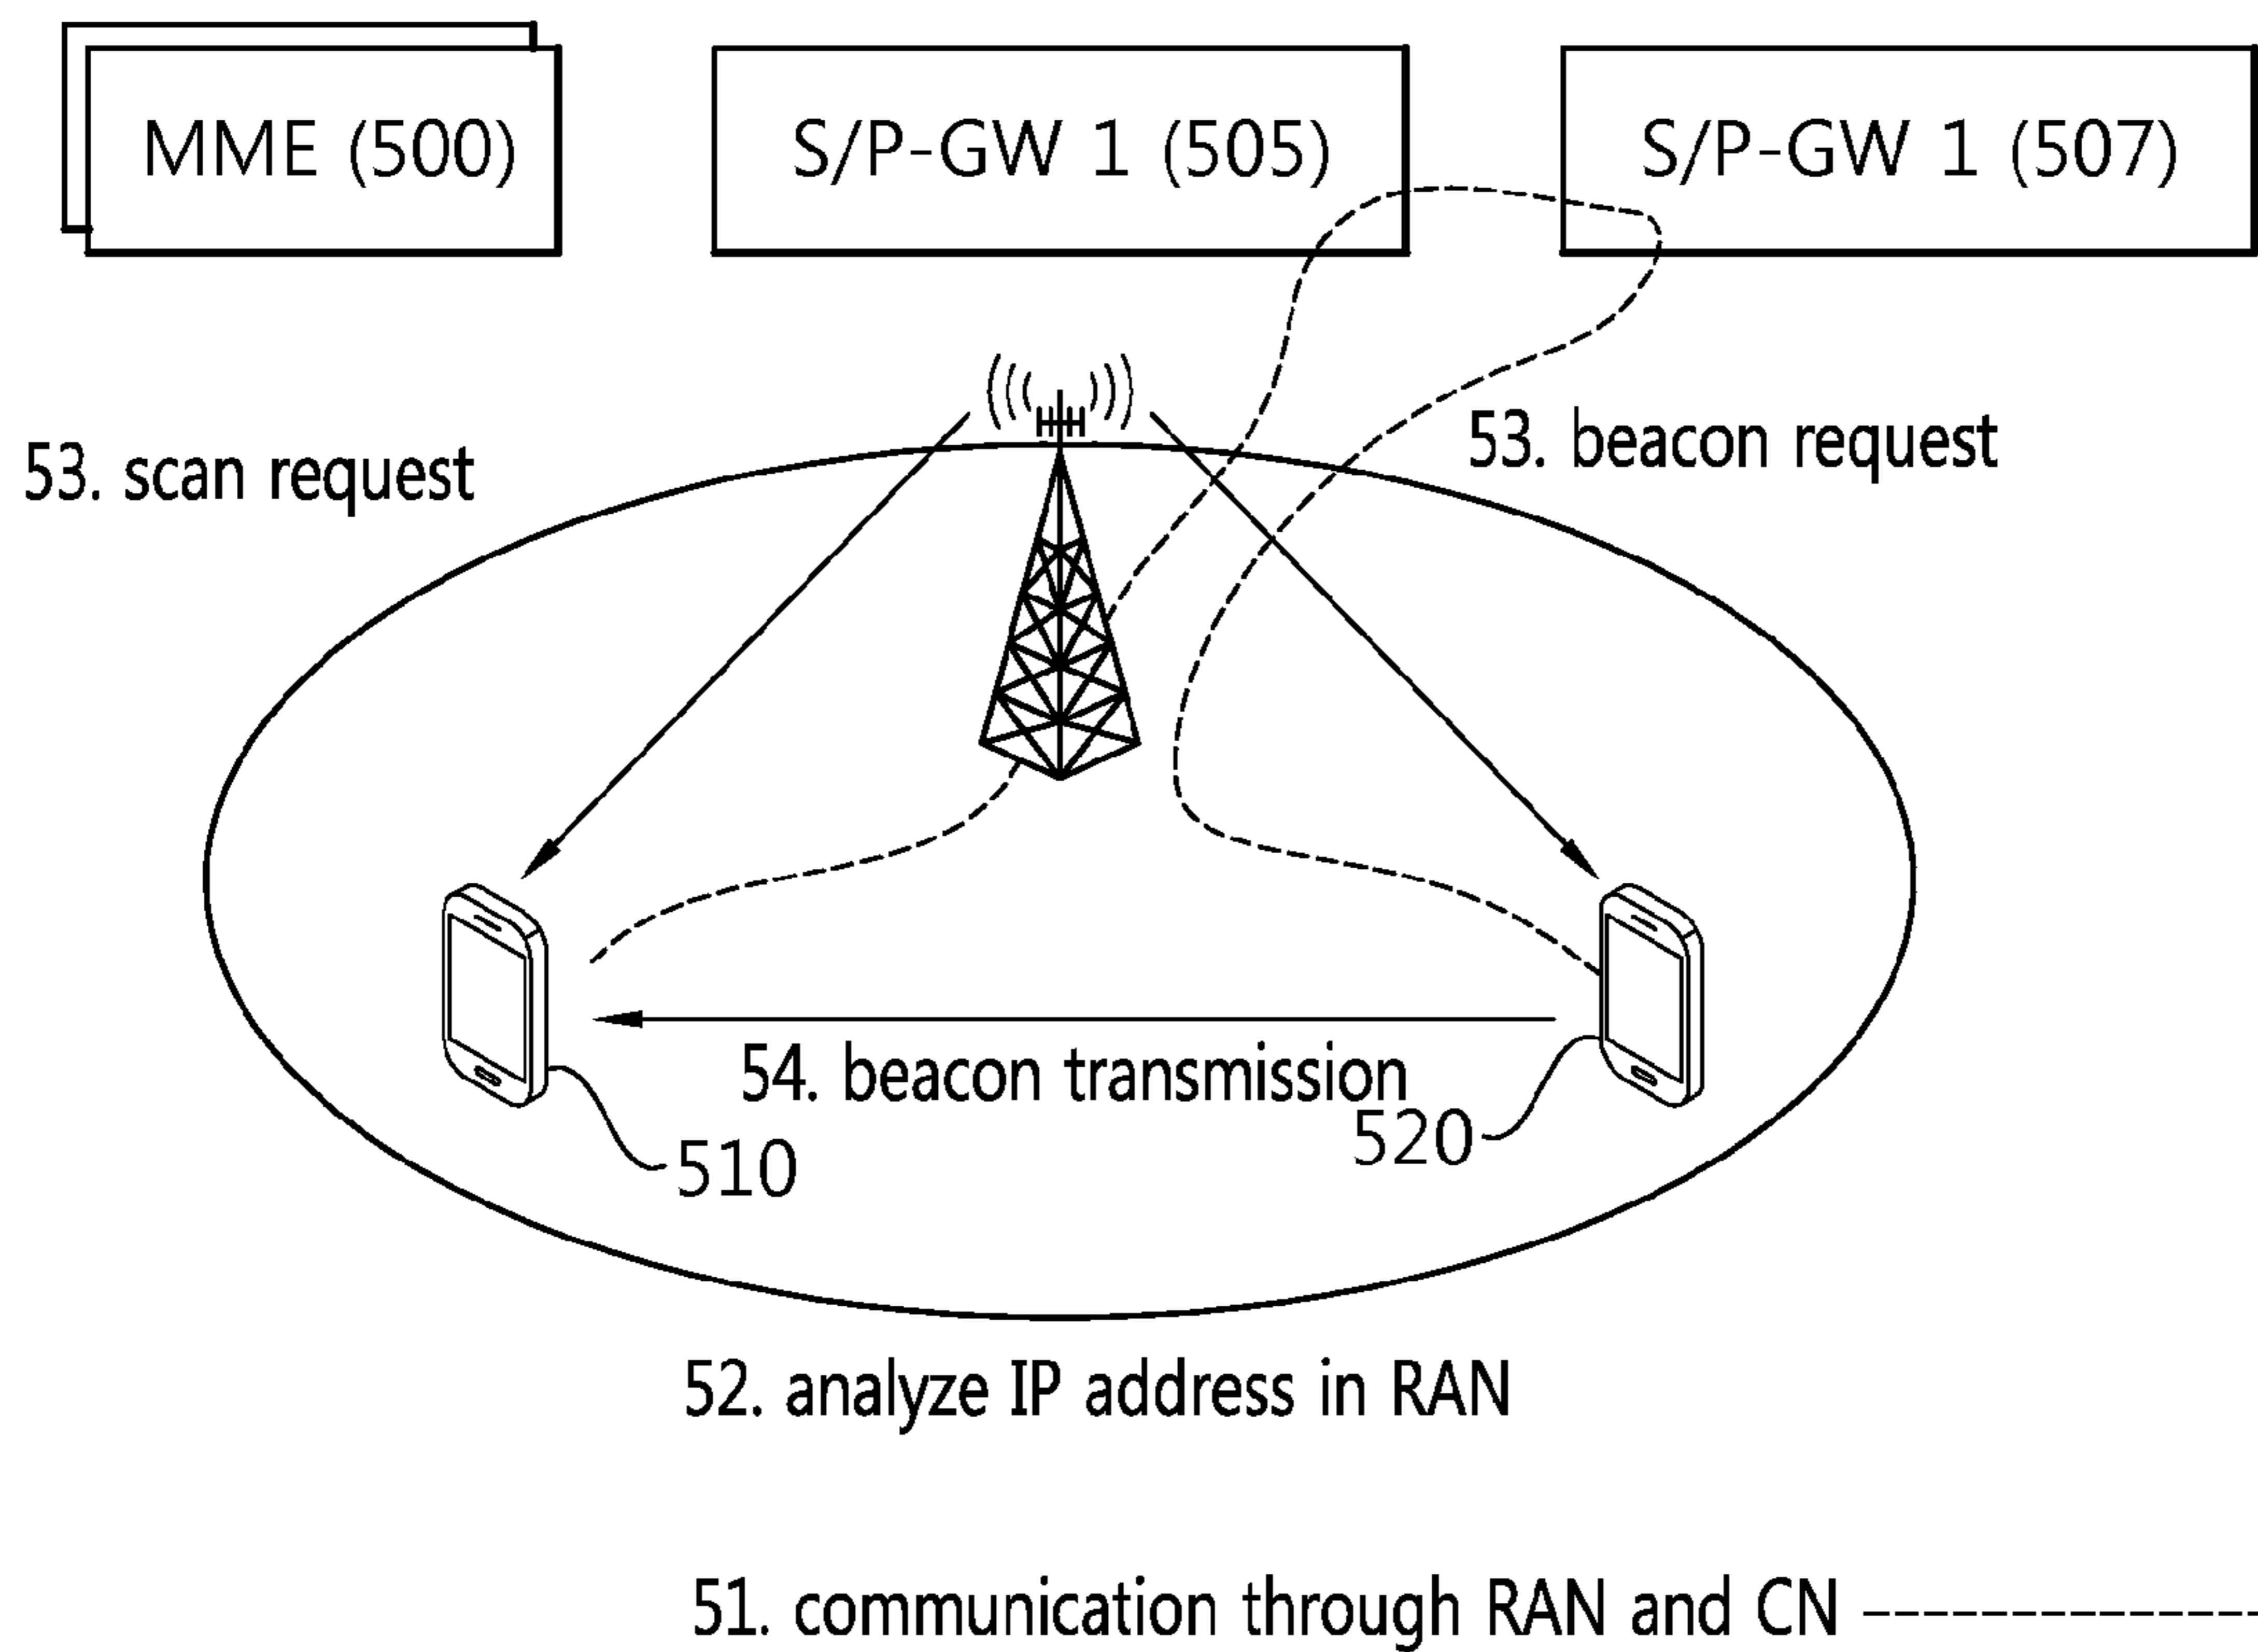 MME (500)
S/P-GW 1 (505)
S/P-GW 1 (507)
53. scan request
53. beacon request
54. beacon transmission
510
520
52. analyze IP address in RAN
51. communication through RAN and CN